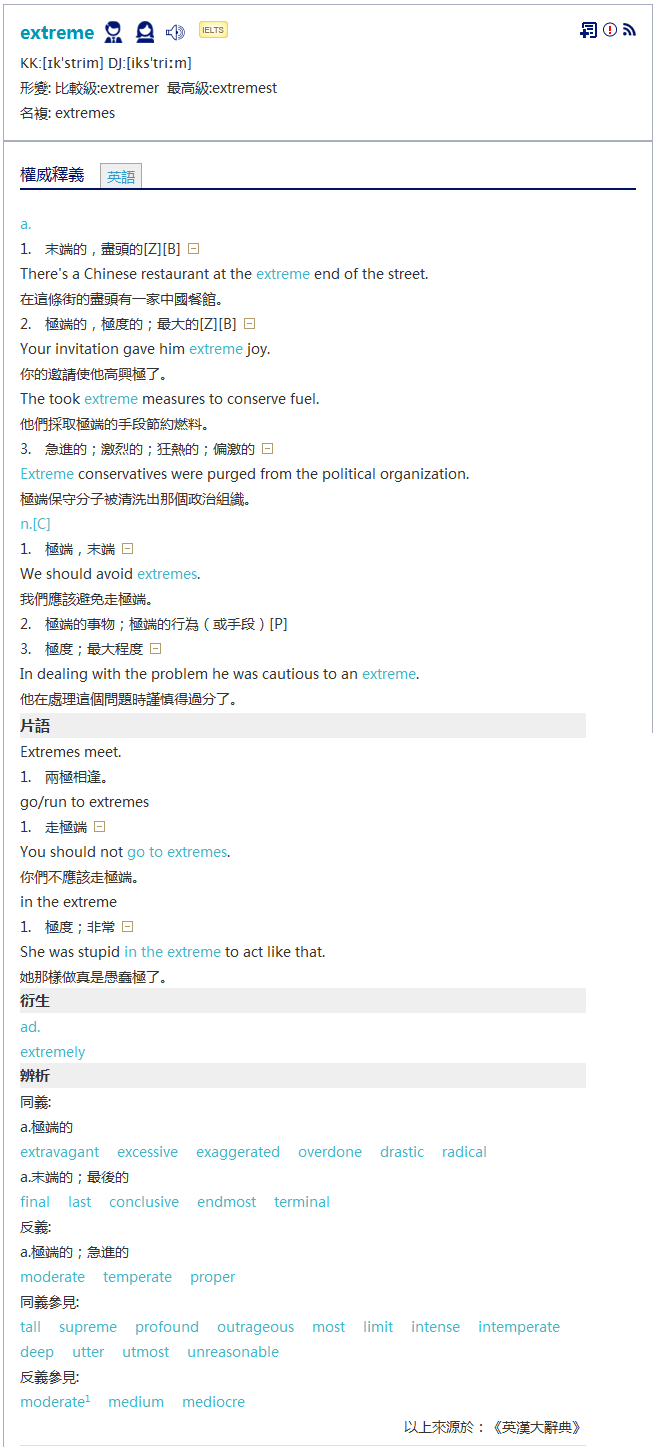 extreme IELTS
KK:[ɪkˋstrim] DJ:[iksˈtriːm]
形變: 比較級:extremer 最高級:extremest
名複: extremes
權威釋義 英語
a.
1. 末端的，盡頭的[Z][B]
There's a Chinese restaurant at the extreme end of the street.
在這條街的盡頭有一家中國餐館。
2. 極端的，極度的；最大的[Z][B]
Your invitation gave him extreme joy.
你的邀請使他高興極了。
The took extreme measures to conserve fuel.
他們採取極端的手段節約燃料。
3. 急進的；激烈的；狂熱的；偏激的
Extreme conservatives were purged from the political organization.
極端保守分子被清洗出那個政治組織。
n.[C]
1. 極端，末端
We should avoid extremes.
我們應該避免走極端。
2. 極端的事物；極端的行為（或手段）[P]
3. 極度；最大程度
In dealing with the problem he was cautious to an extreme.
他在處理這個問題時謹慎得過分了。
片語
Extremes meet.
1. 兩極相逢。
go/run to extremes
1. 走極端
You should not go to extremes.
你們不應該走極端。
in the extreme
1. 極度；非常
She was stupid in the extreme to act like that.
她那樣做真是愚蠢極了。
衍生
ad.
extremely
辨析
同義:
a.極端的
extravagant excessive exaggerated overdone drastic radical
a.末端的；最後的
final last conclusive endmost terminal
反義:
a.極端的；急進的
moderate temperate proper
同義參見:
tall supreme profound outrageous most limit intense intemperate
deep utter utmost unreasonable
反義參見:
moderate¹ medium mediocre
以上來源於：《英漢大辭典》